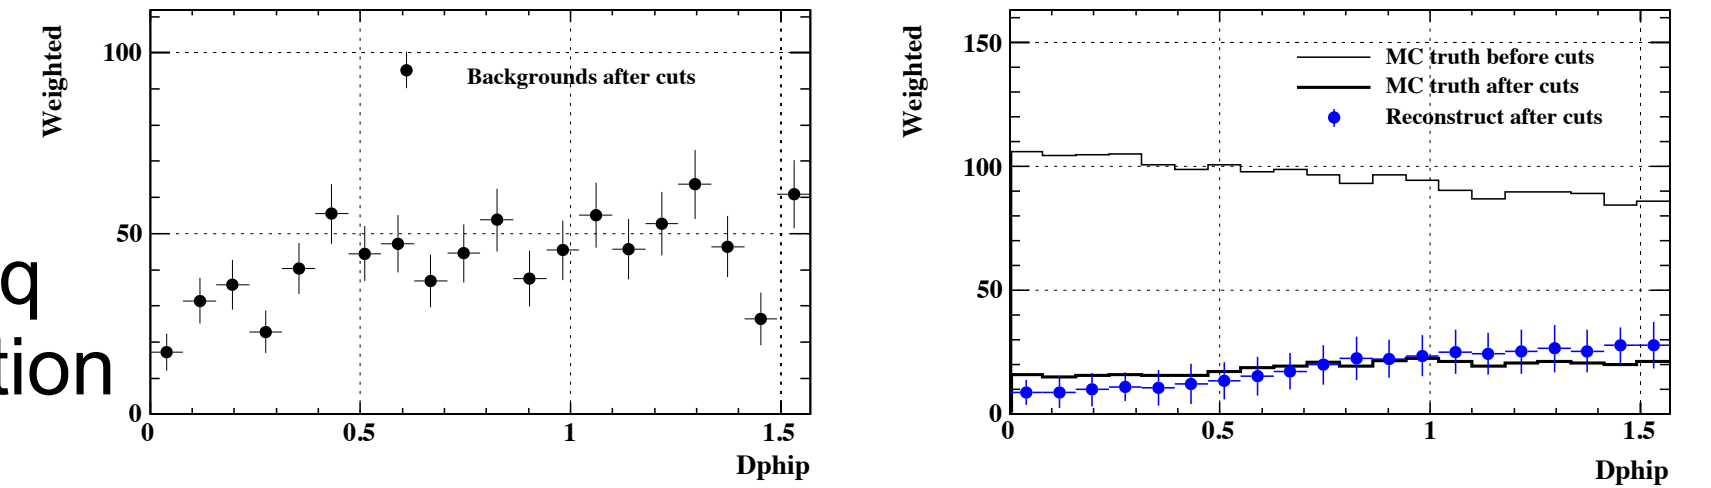 Weighted
100
50
0
Backgrounds after cuts
0 0.5 1 1.5
Dphip
q
tion
Weighted
150
100
50
0
MC truth before cuts
MC truth after cuts
Reconstruct after cuts
0 0.5 1 1.5
Dphip